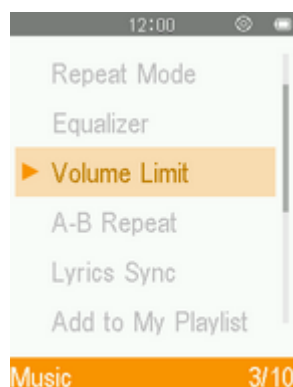 12:00
Repeat Mode
Equalizer
Volume Limit
A-B Repeat
Lyrics Sync
Add to My Playlist
Music 3/10